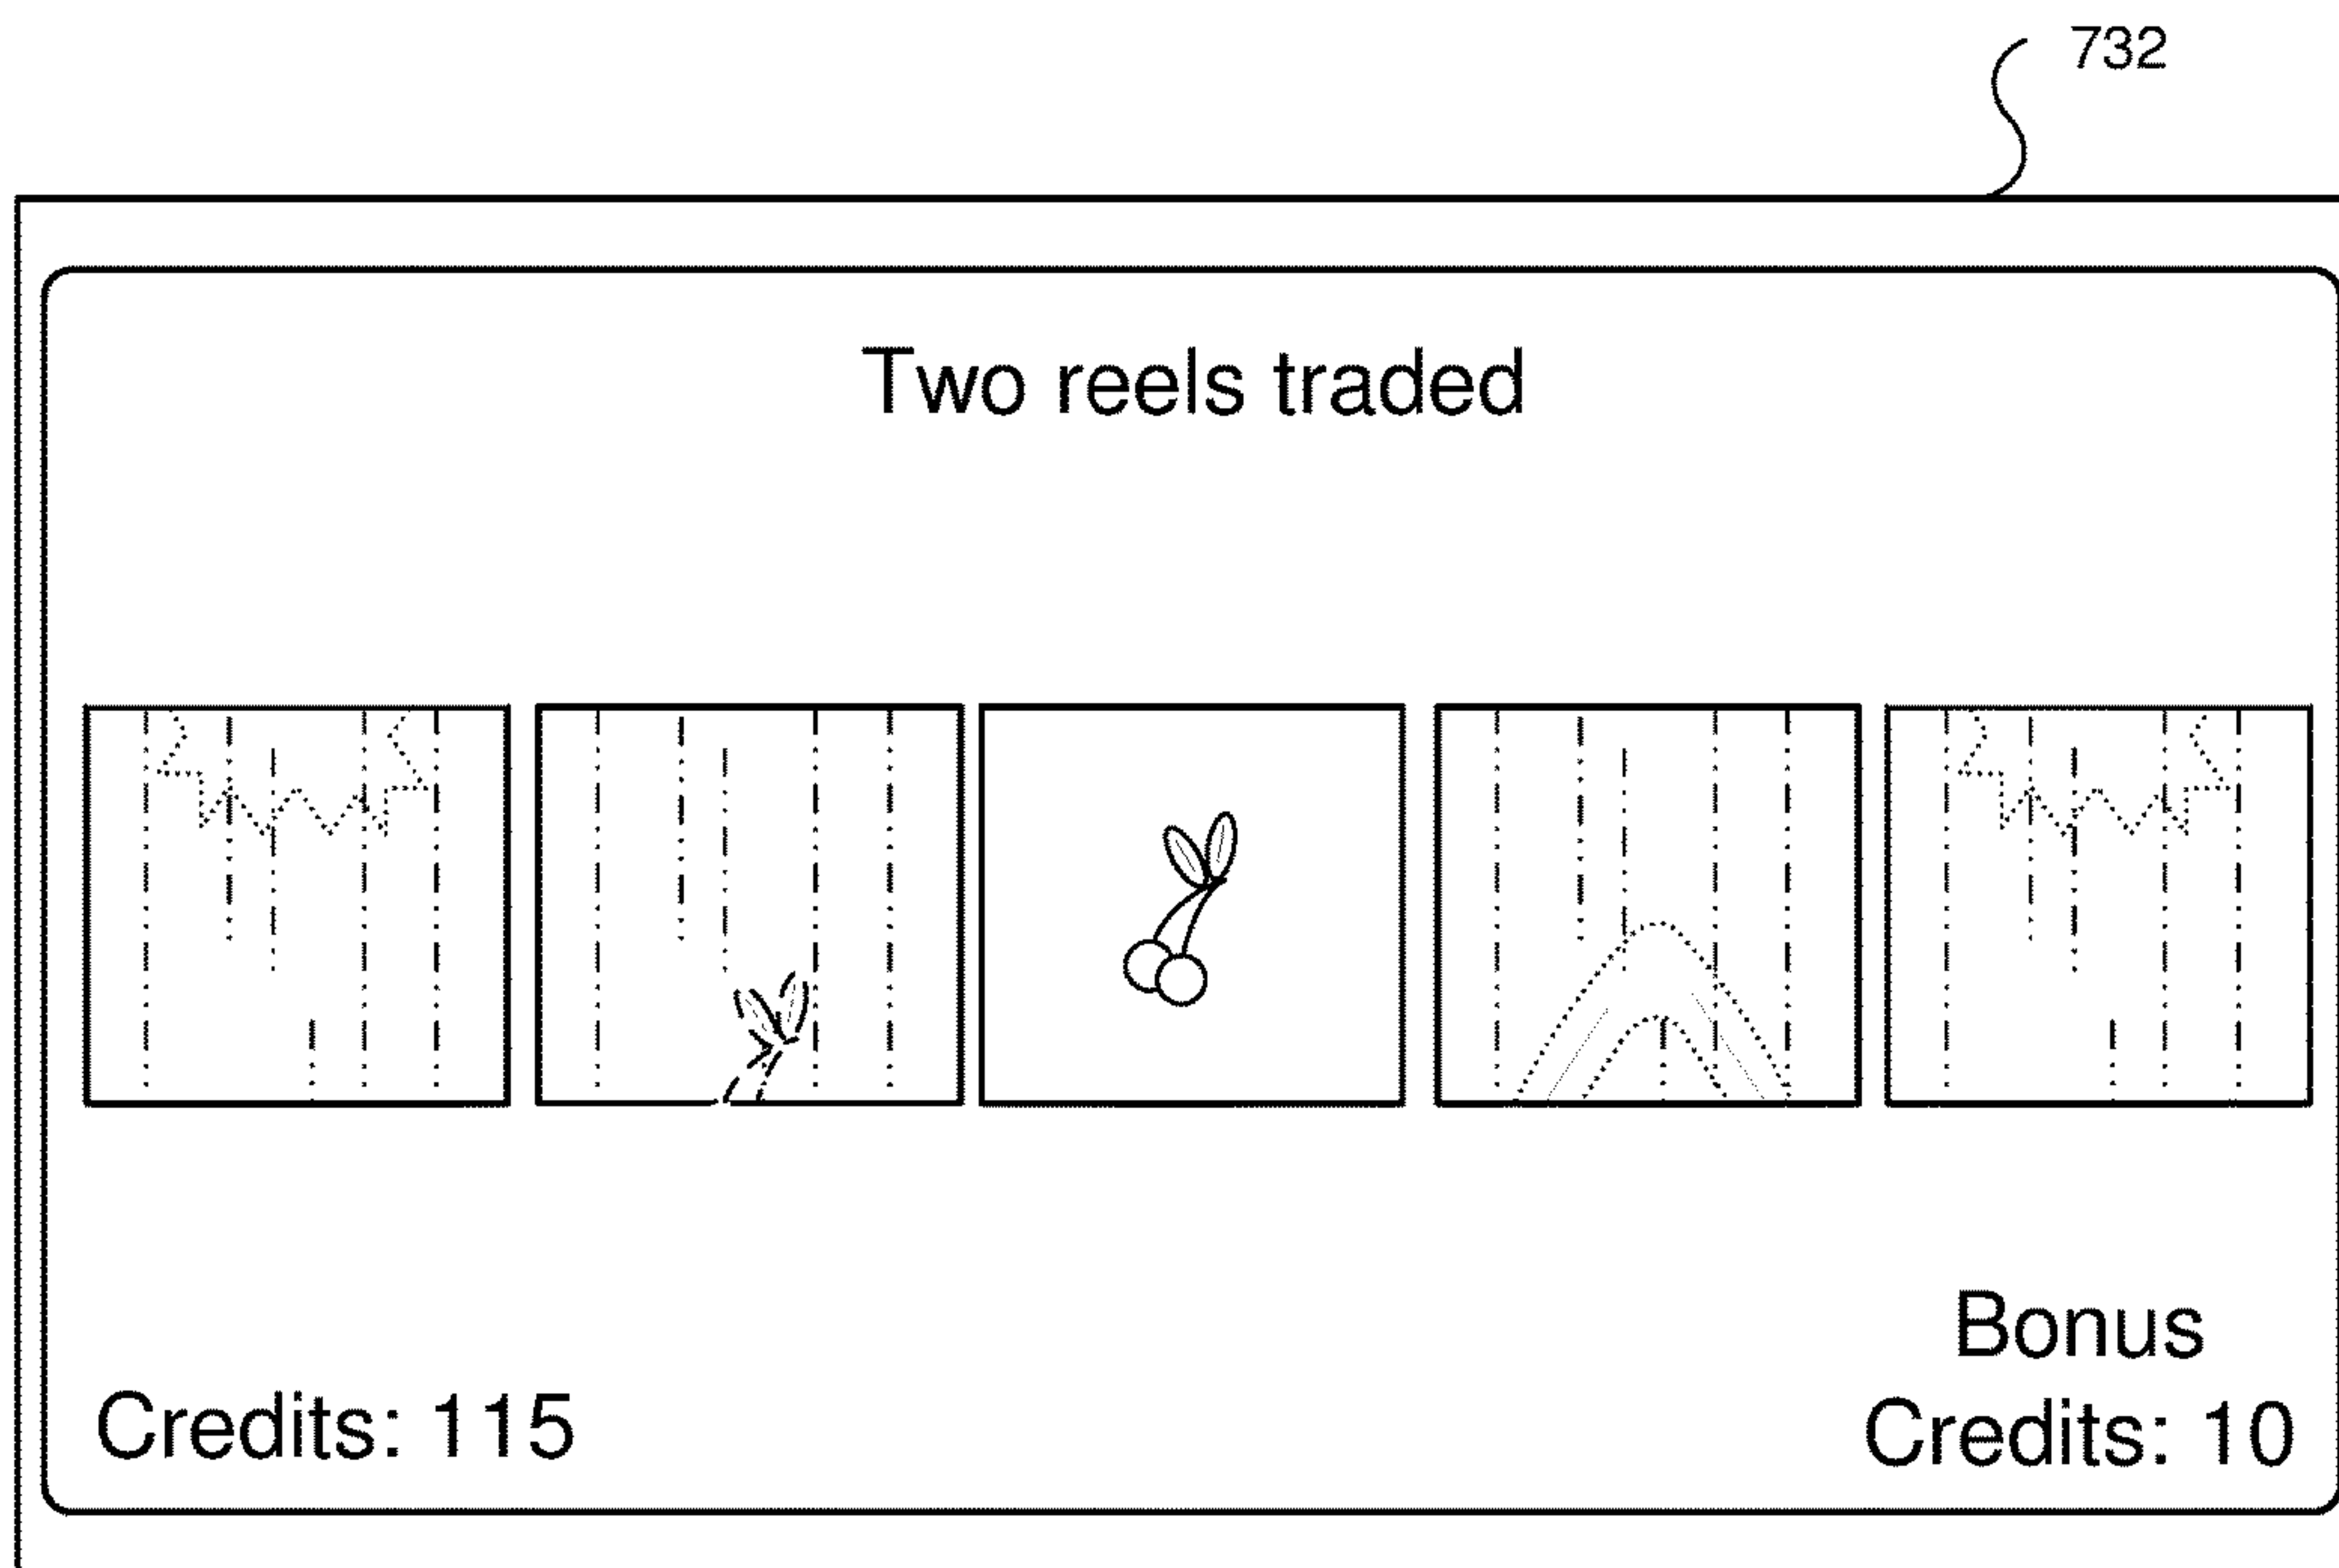 732
Two reels traded
Bonus
Credits: 115
Credits: 10